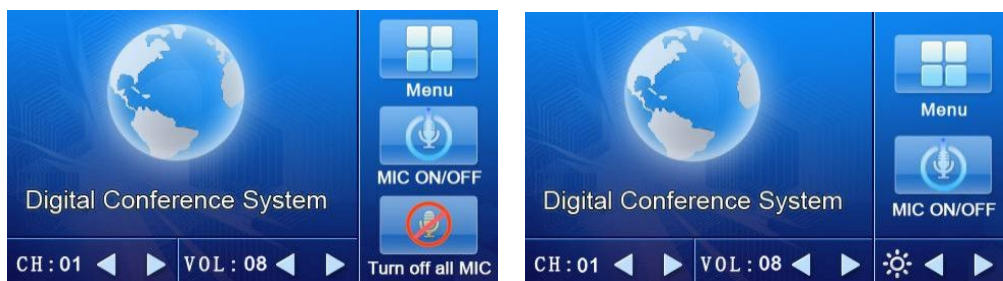 Menu
MIC ON/OFF
Digital Conference System
CH:01 VOL:08 Turn off all MIC
Menu
MIC ON/OFF
Digital Conference System
CH:01 VOL:08